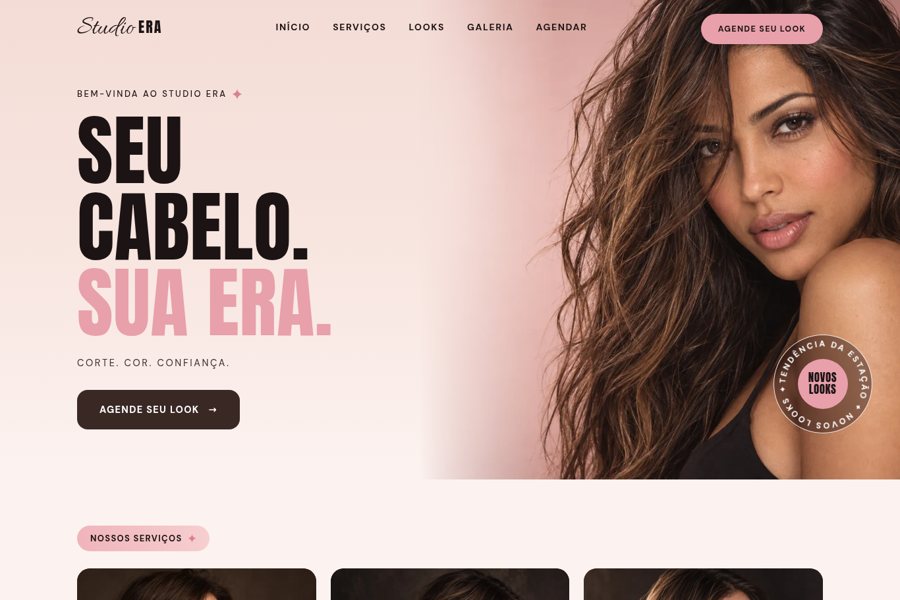 Studio ERA
INÍCIO
SERVIÇOS
LOOKS
GALERIA
AGENDAR
AGENDE SEU LOOK
BEM-VINDA AO STUDIO ERA
SEU
CABELO.
SUA ERA.
CORTE. COR. CONFIANÇA.
AGENDE SEU LOOK →
TENDÊNCIA DA ESTAÇÃO ✦ NOVOS LOOKS ✦
NOVOS
LOOKS
NOSSOS SERVIÇOS